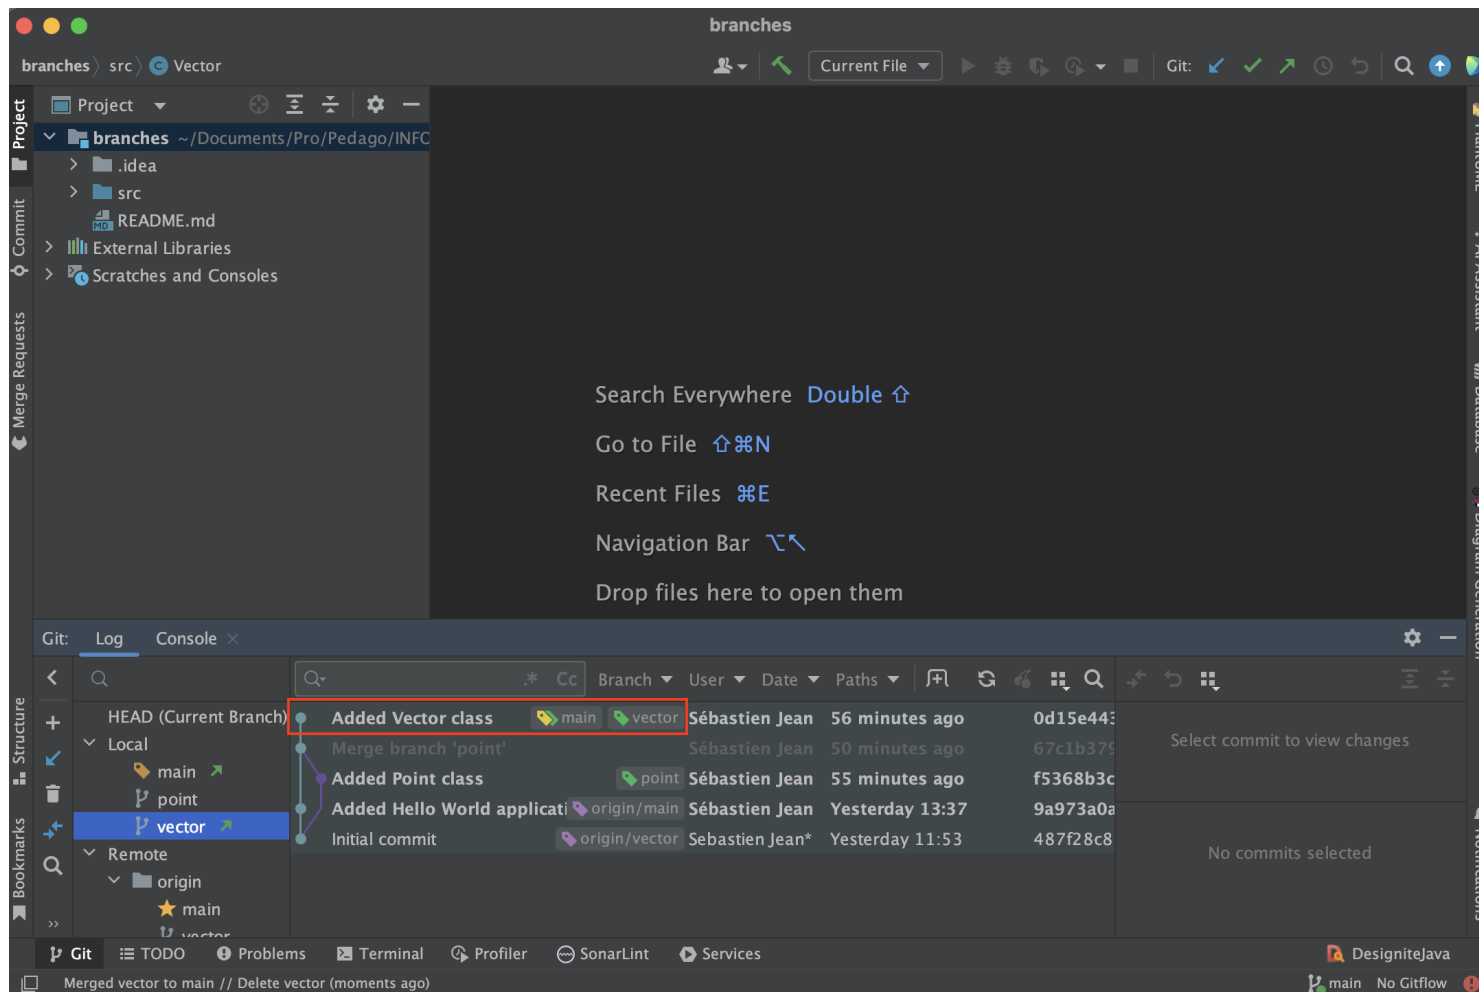 branches
branches src C Vector
Current File Git:
Project
branches ~/Documents/Pro/Pedago/INFO
.idea
src
README.md
External Libraries
Scratches and Consoles
Project
Commit
Merge Requests
Structure
Bookmarks
Search Everywhere Double ⇧
Go to File ⇧⌘N
Recent Files ⌘E
Navigation Bar ⌥↖
Drop files here to open them
Git: Log Console
.* Cc Branch User Date Paths
HEAD (Current Branch)
Local
main
point
vector
Remote
origin
main
vector
Added Vector class main vector Sébastien Jean 56 minutes ago 0d15e443
Merge branch 'point' Sébastien Jean 50 minutes ago 67c1b379
Added Point class point Sébastien Jean 55 minutes ago f5368b3c
Added Hello World applicati origin/main Sébastien Jean Yesterday 13:37 9a973a0a
Initial commit origin/vector Sebastien Jean* Yesterday 11:53 487f28c8
Select commit to view changes
No commits selected
Git TODO Problems Terminal Profiler SonarLint Services DesigniteJava
Merged vector to main // Delete vector (moments ago) main No Gitflow